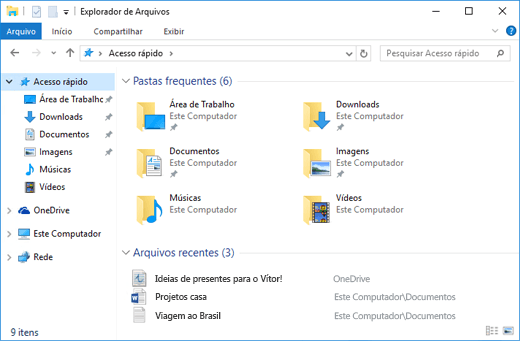 Explorador de Arquivos
Arquivo Início Compartilhar Exibir
Acesso rápido
Pesquisar Acesso rápido
Acesso rápido
Área de Trabalho
Downloads
Documentos
Imagens
Músicas
Vídeos
OneDrive
Este Computador
Rede
Pastas frequentes (6)
Área de Trabalho
Este Computador
Downloads
Este Computador
Documentos
Este Computador
Imagens
Este Computador
Músicas
Este Computador
Vídeos
Este Computador
Arquivos recentes (3)
Ideias de presentes para o Vítor! OneDrive
Projetos casa Este Computador\Documentos
Viagem ao Brasil Este Computador\Documentos
9 itens